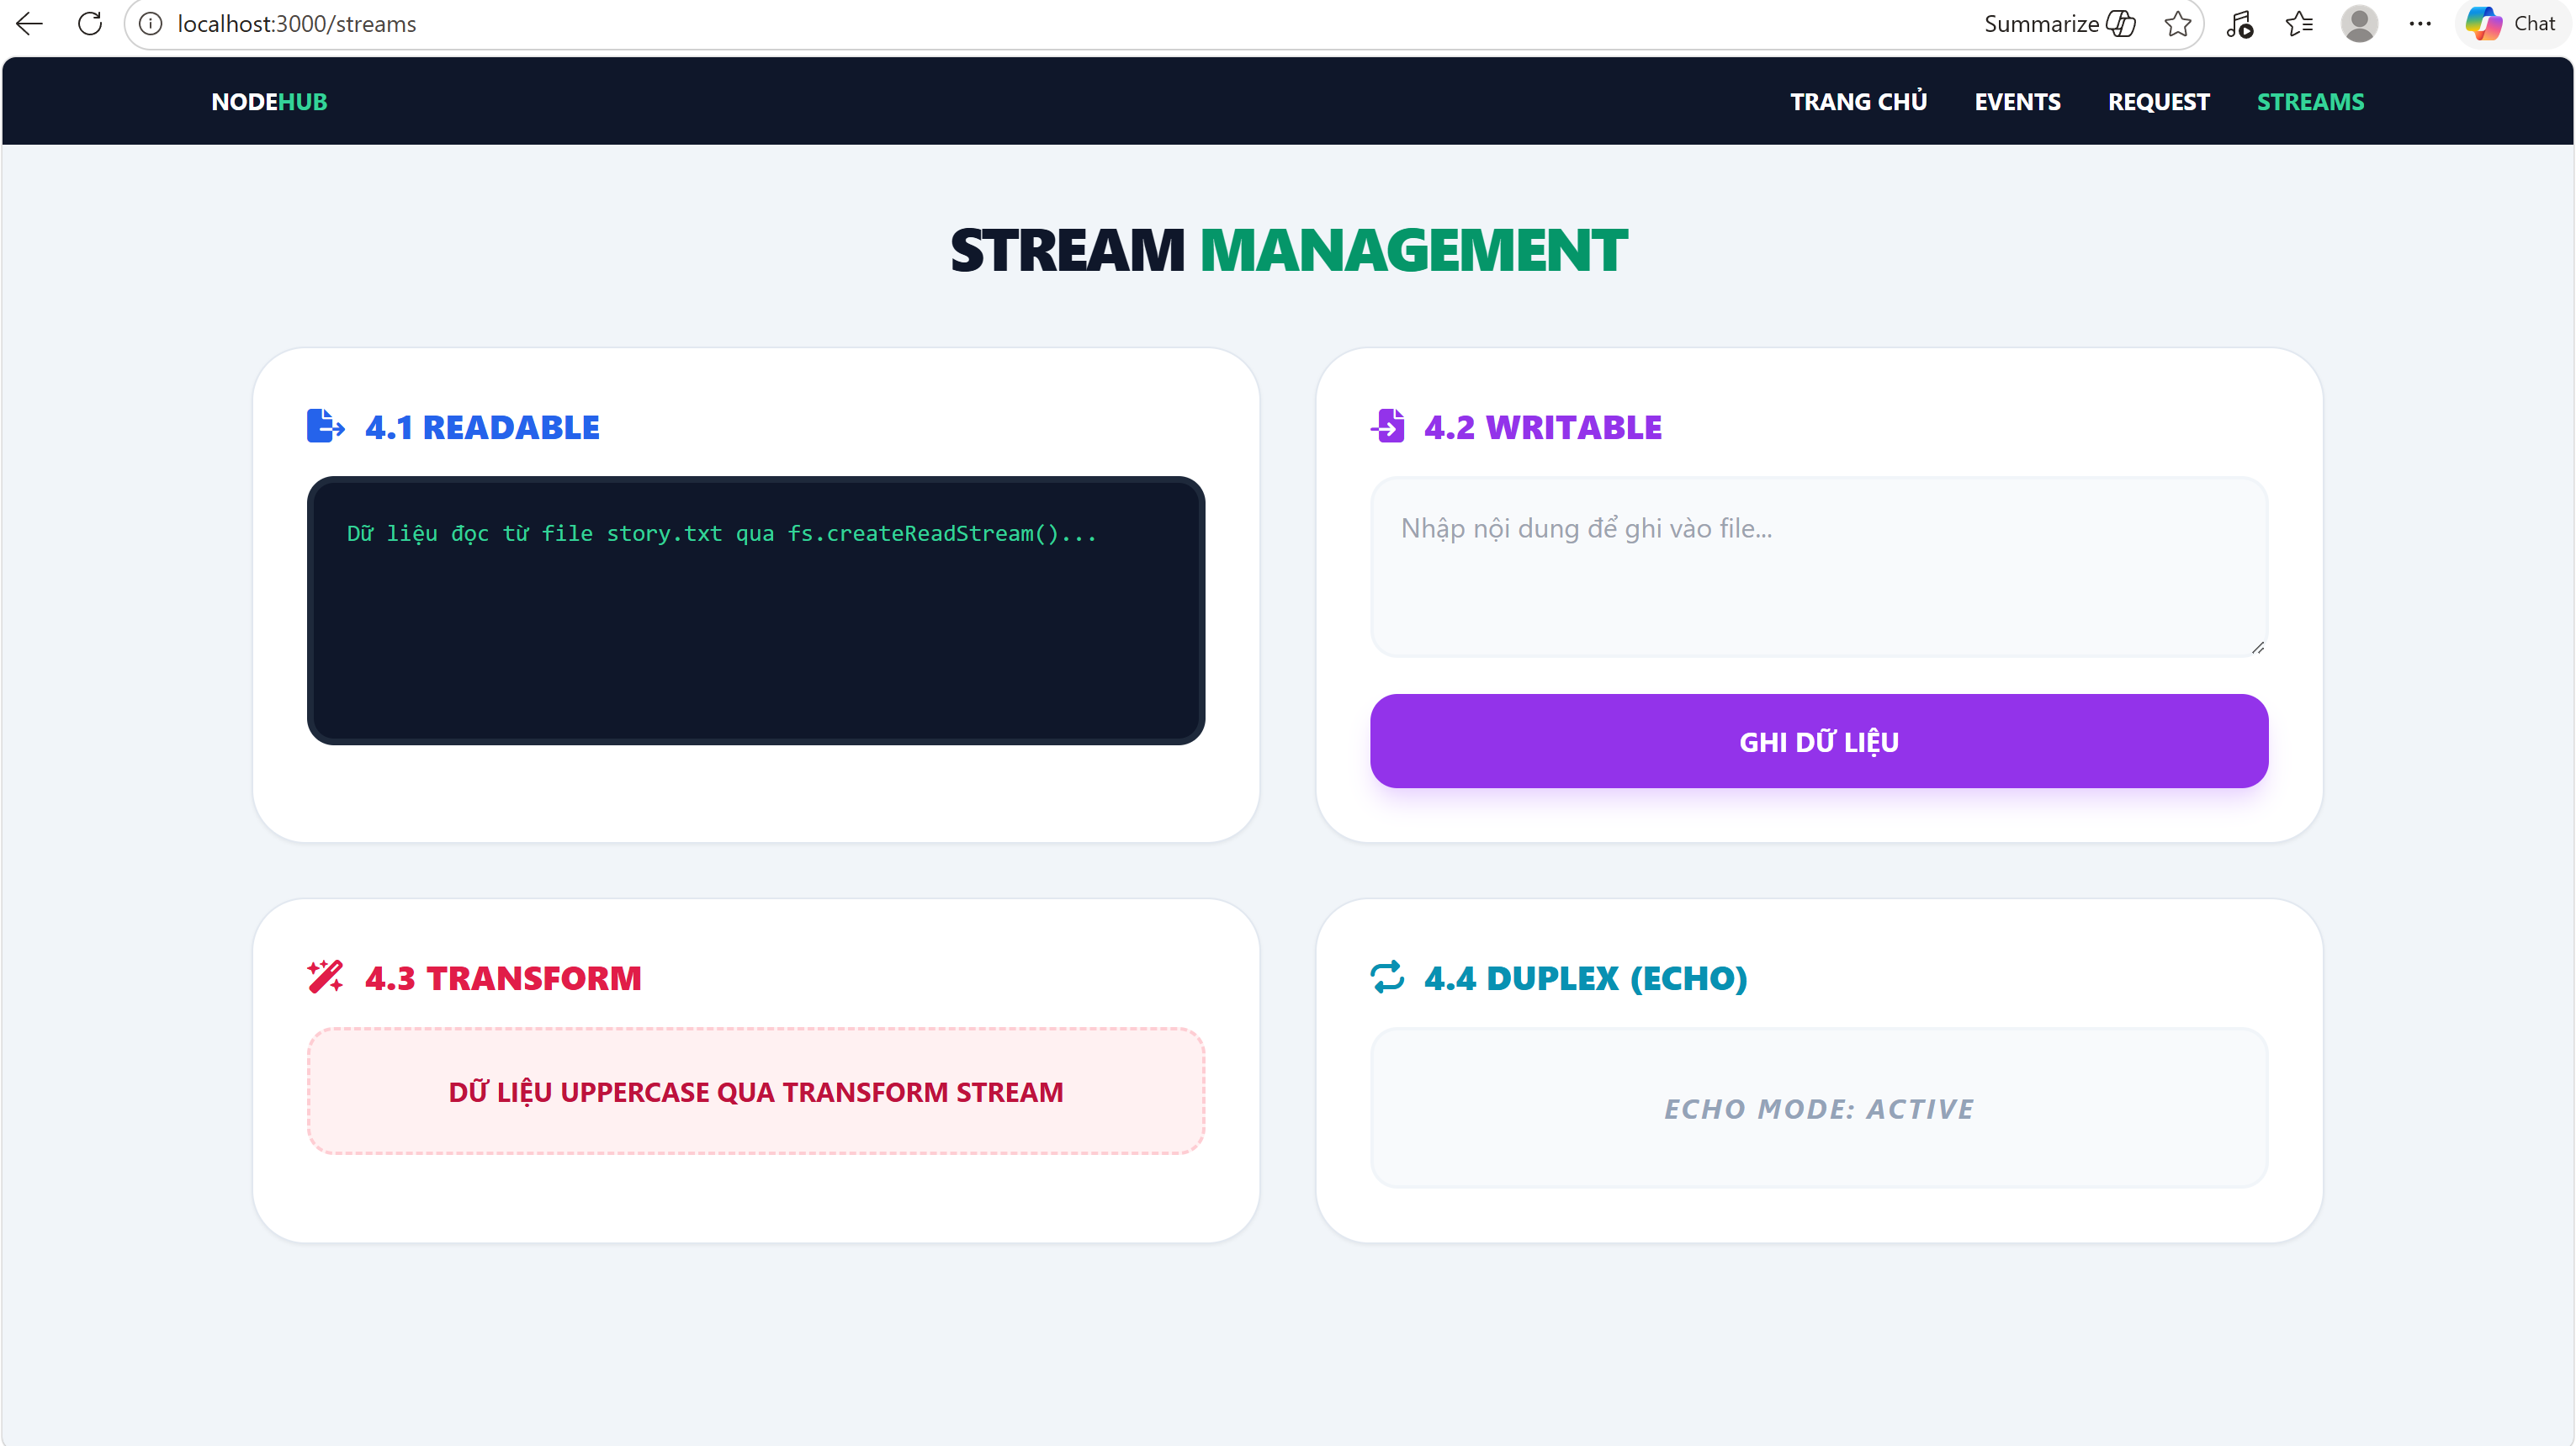 localhost:3000/streams
Summarize
Chat
NODEHUB
TRANG CHỦ
EVENTS
REQUEST
STREAMS
STREAM MANAGEMENT
4.1 READABLE
Dữ liệu đọc từ file story.txt qua fs.createReadStream()...
4.2 WRITABLE
Nhập nội dung để ghi vào file...
GHI DỮ LIỆU
4.3 TRANSFORM
DỮ LIỆU UPPERCASE QUA TRANSFORM STREAM
4.4 DUPLEX (ECHO)
ECHO MODE: ACTIVE